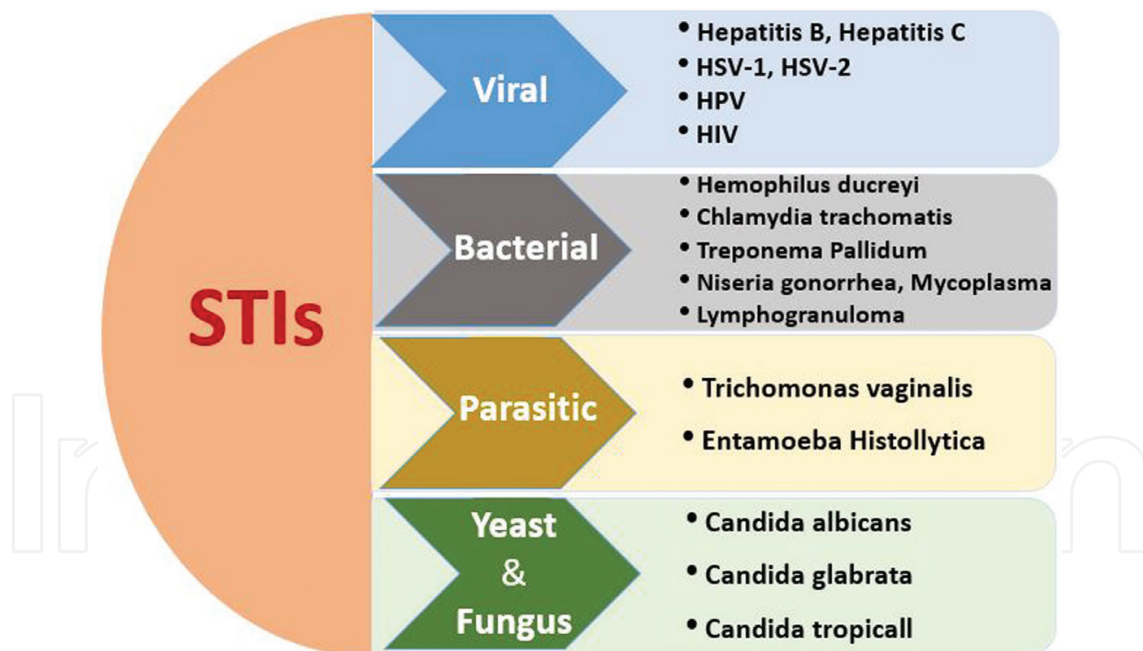 STIs
Viral
• Hepatitis B, Hepatitis C
• HSV-1, HSV-2
• HPV
• HIV
Bacterial
• Hemophilus ducreyi
• Chlamydia trachomatis
• Treponema Pallidum
• Niseria gonorrhea, Mycoplasma
• Lymphogranuloma
Parasitic
• Trichomonas vaginalis
• Entamoeba Histollytica
Yeast
&
Fungus
• Candida albicans
• Candida glabrata
• Candida tropicall